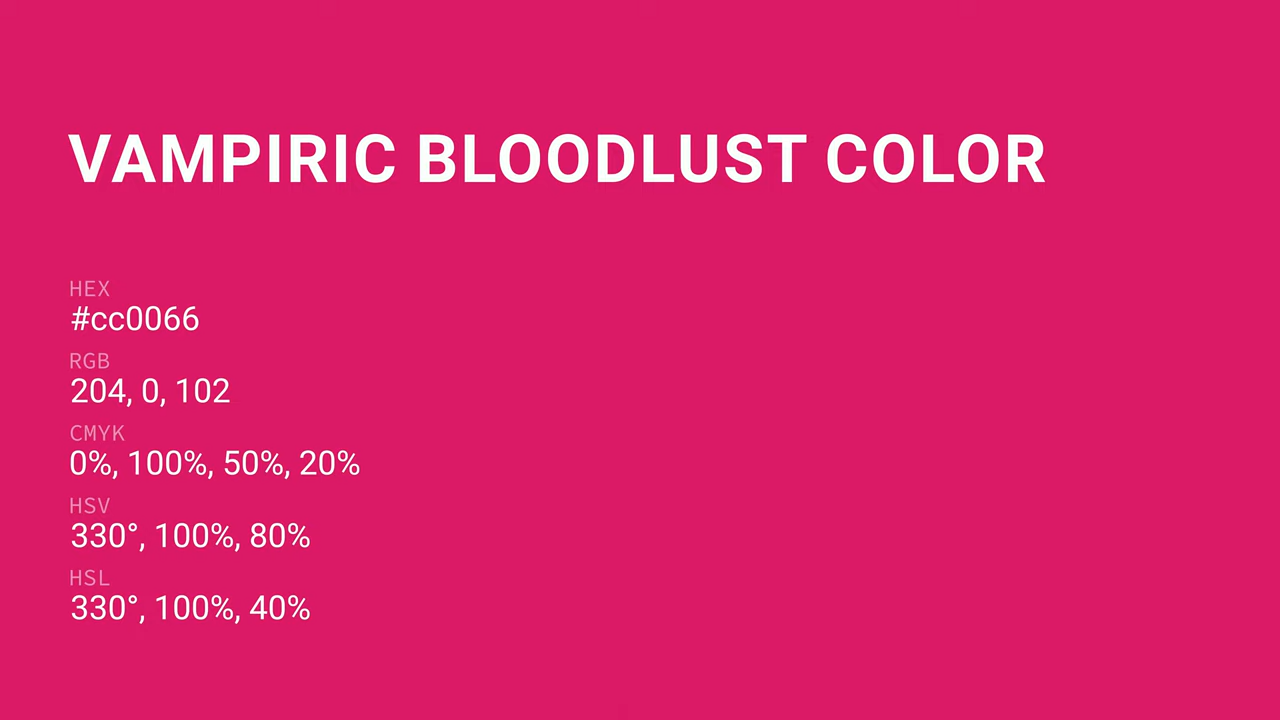 VAMPIRIC BLOODLUST COLOR
HEX
#cc0066
RGB
204, 0, 102
CMYK
0%, 100%, 50%, 20%
HSV
330°, 100%, 80%
HSL
330°, 100%, 40%